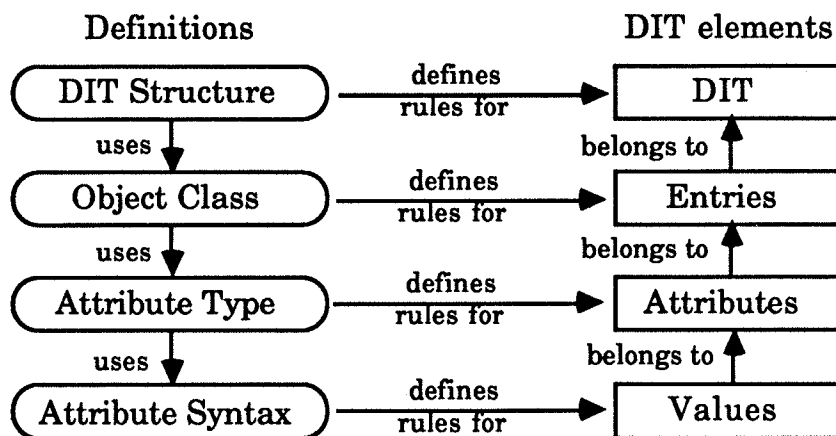 Definitions
DIT elements
DIT Structure
defines
rules for
DIT
uses
belongs to
Object Class
defines
rules for
Entries
uses
belongs to
Attribute Type
defines
rules for
Attributes
uses
belongs to
Attribute Syntax
defines
rules for
Values